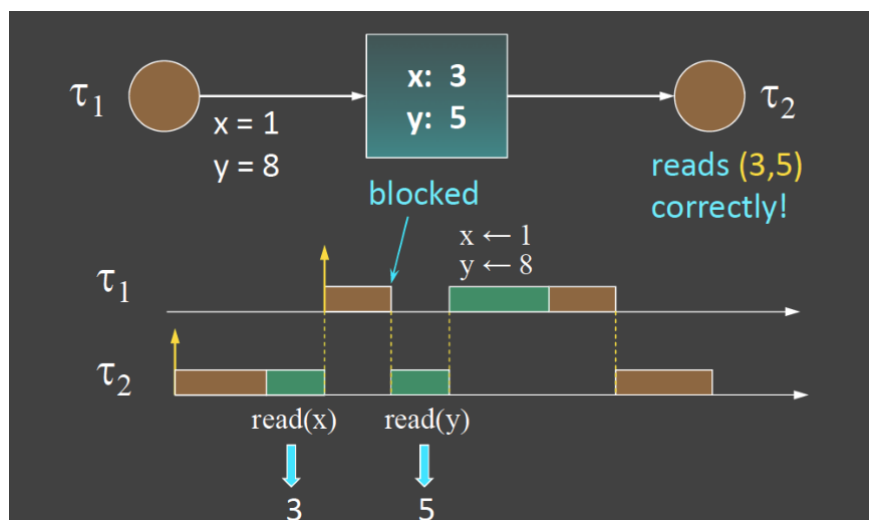 τ1
x = 1
y = 8
x: 3
y: 5
τ2
reads (3,5)
correctly!
blocked
x ← 1
y ← 8
τ1
τ2
read(x)
read(y)
3
5